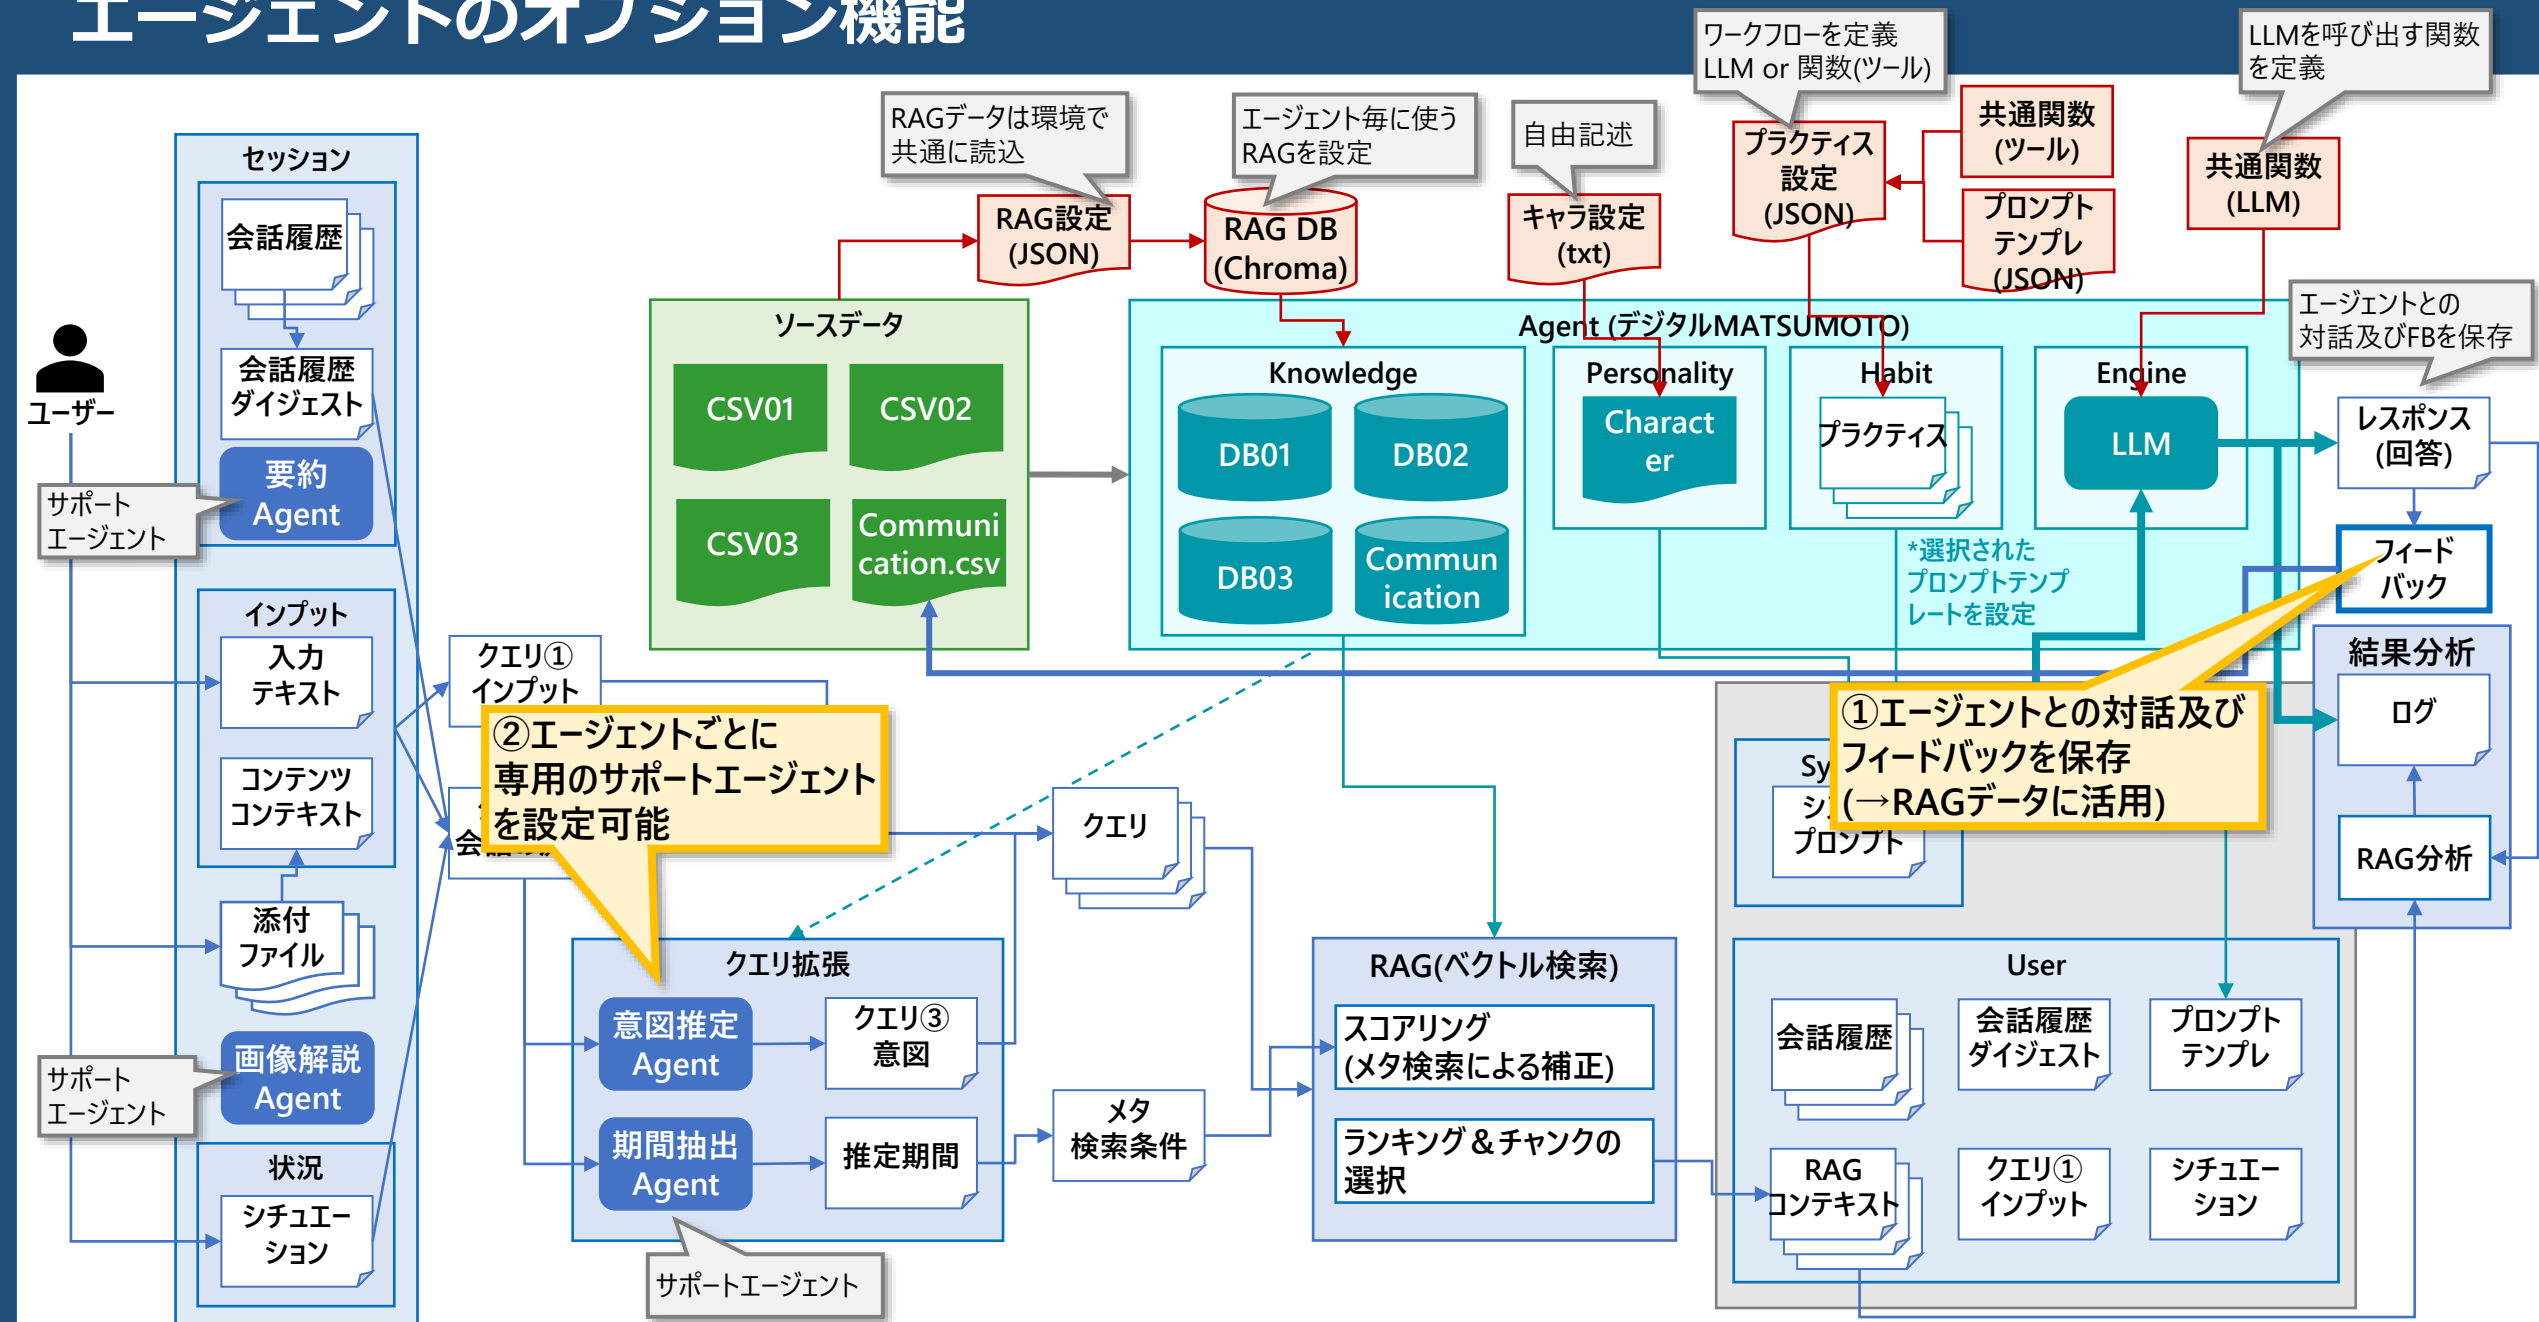 エージェントのオプション機能
ワークフローを定義
LLM or 関数(ツール)
LLMを呼び出す関数
を定義
RAGデータは環境で
共通に読込
エージェント毎に使う
RAGを設定
自由記述
RAG設定
(JSON)
RAG DB
(Chroma)
キャラ設定
(txt)
プラクティス
設定
(JSON)
共通関数
(ツール)
プロンプト
テンプレ
(JSON)
共通関数
(LLM)
エージェントとの
対話及びFBを保存
ユーザー
セッション
会話履歴
会話履歴
ダイジェスト
要約
Agent
サポート
エージェント
インプット
入力
テキスト
コンテンツ
コンテキスト
添付
ファイル
画像解説
Agent
サポート
エージェント
状況
シチュエー
ション
ソースデータ
CSV01
CSV02
CSV03
Communi
cation.csv
Agent (デジタルMATSUMOTO)
Knowledge
DB01
DB02
DB03
Commun
ication
Personality
Charact
er
Habit
プラクティス
Engine
LLM
*選択された
プロンプトテンプ
レートを設定
レスポンス
(回答)
フィード
バック
結果分析
ログ
RAG分析
クエリ①
インプット
会話
②エージェントごとに
専用のサポートエージェント
を設定可能
①エージェントとの対話及び
フィードバックを保存
(→RAGデータに活用)
クエリ
クエリ拡張
意図推定
Agent
クエリ③
意図
期間抽出
Agent
推定期間
サポートエージェント
メタ
検索条件
RAG(ベクトル検索)
スコアリング
(メタ検索による補正)
ランキング＆チャンクの
選択
Sy
プロンプト
User
会話履歴
会話履歴
ダイジェスト
プロンプト
テンプレ
RAG
コンテキスト
クエリ①
インプット
シチュエー
ション